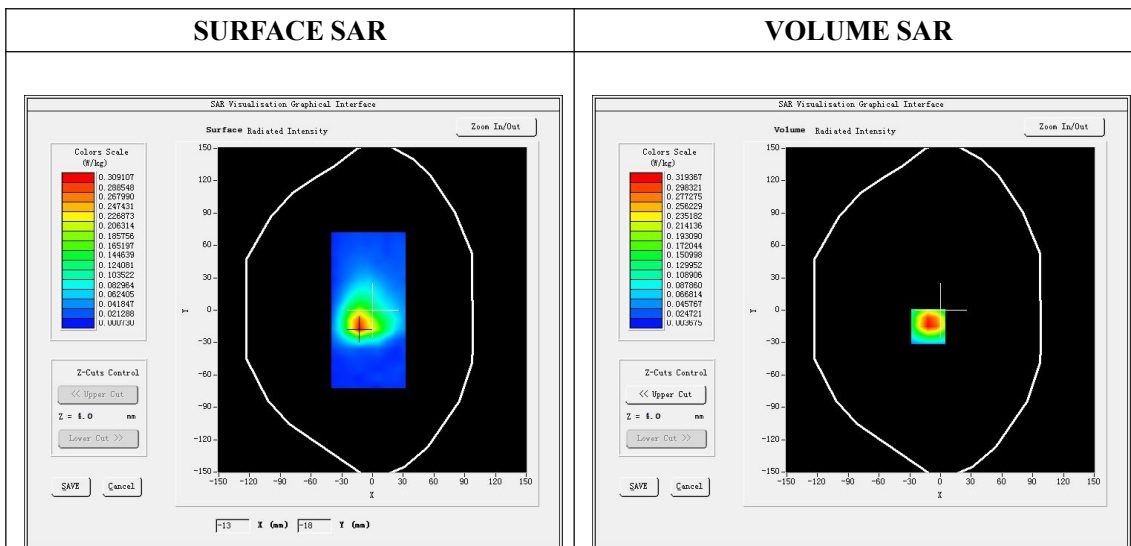 SURFACE SAR
VOLUME SAR
SAR Visualisation Graphical Interface
Surface Radiated Intensity
Zoom In/Out
Colors Scale
(W/kg)
0.309107
0.288548
0.267990
0.247431
0.226873
0.206314
0.185756
0.165197
0.144639
0.124081
0.103522
0.082964
0.062405
0.041847
0.021288
0.000730
Z-Cuts Control
<< Upper Cut
Z = 4.0 mm
Lower Cut >>
SAVE
Cancel
150
120
90
60
30
0
-30
-60
-90
-120
-150
Y
-150 -120 -90 -60 -30 0 30 60 90 120 150
X
-13 X (mm) -18 Y (mm)
SAR Visualisation Graphical Interface
Volume Radiated Intensity
Zoom In/Out
Colors Scale
(W/kg)
0.319367
0.298321
0.277275
0.256229
0.235182
0.214136
0.193090
0.172044
0.150998
0.129952
0.108906
0.087860
0.066814
0.045767
0.024721
0.003675
Z-Cuts Control
<< Upper Cut
Z = 4.0 mm
Lower Cut >>
SAVE
Cancel
150
120
90
60
30
0
-30
-60
-90
-120
-150
Y
-150 -120 -90 -60 -30 0 30 60 90 120 150
X